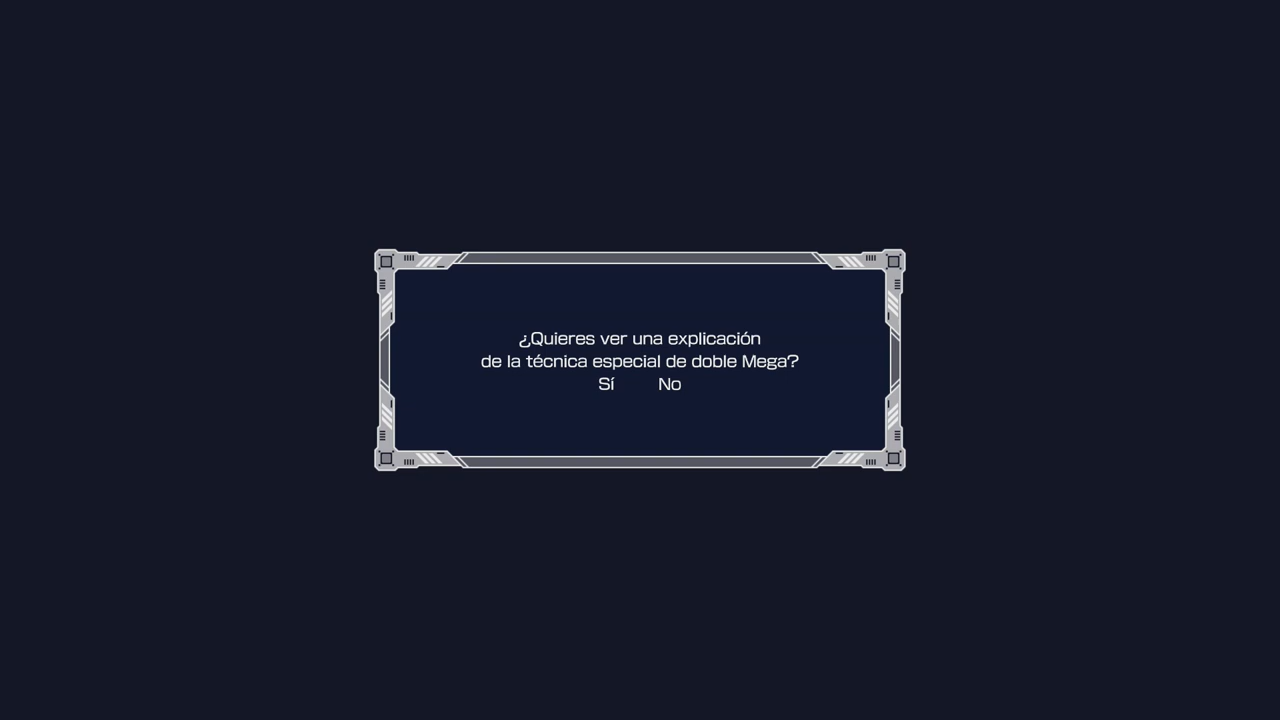 ¿Quieres ver una explicación
de la técnica especial de doble Mega?
Sí No